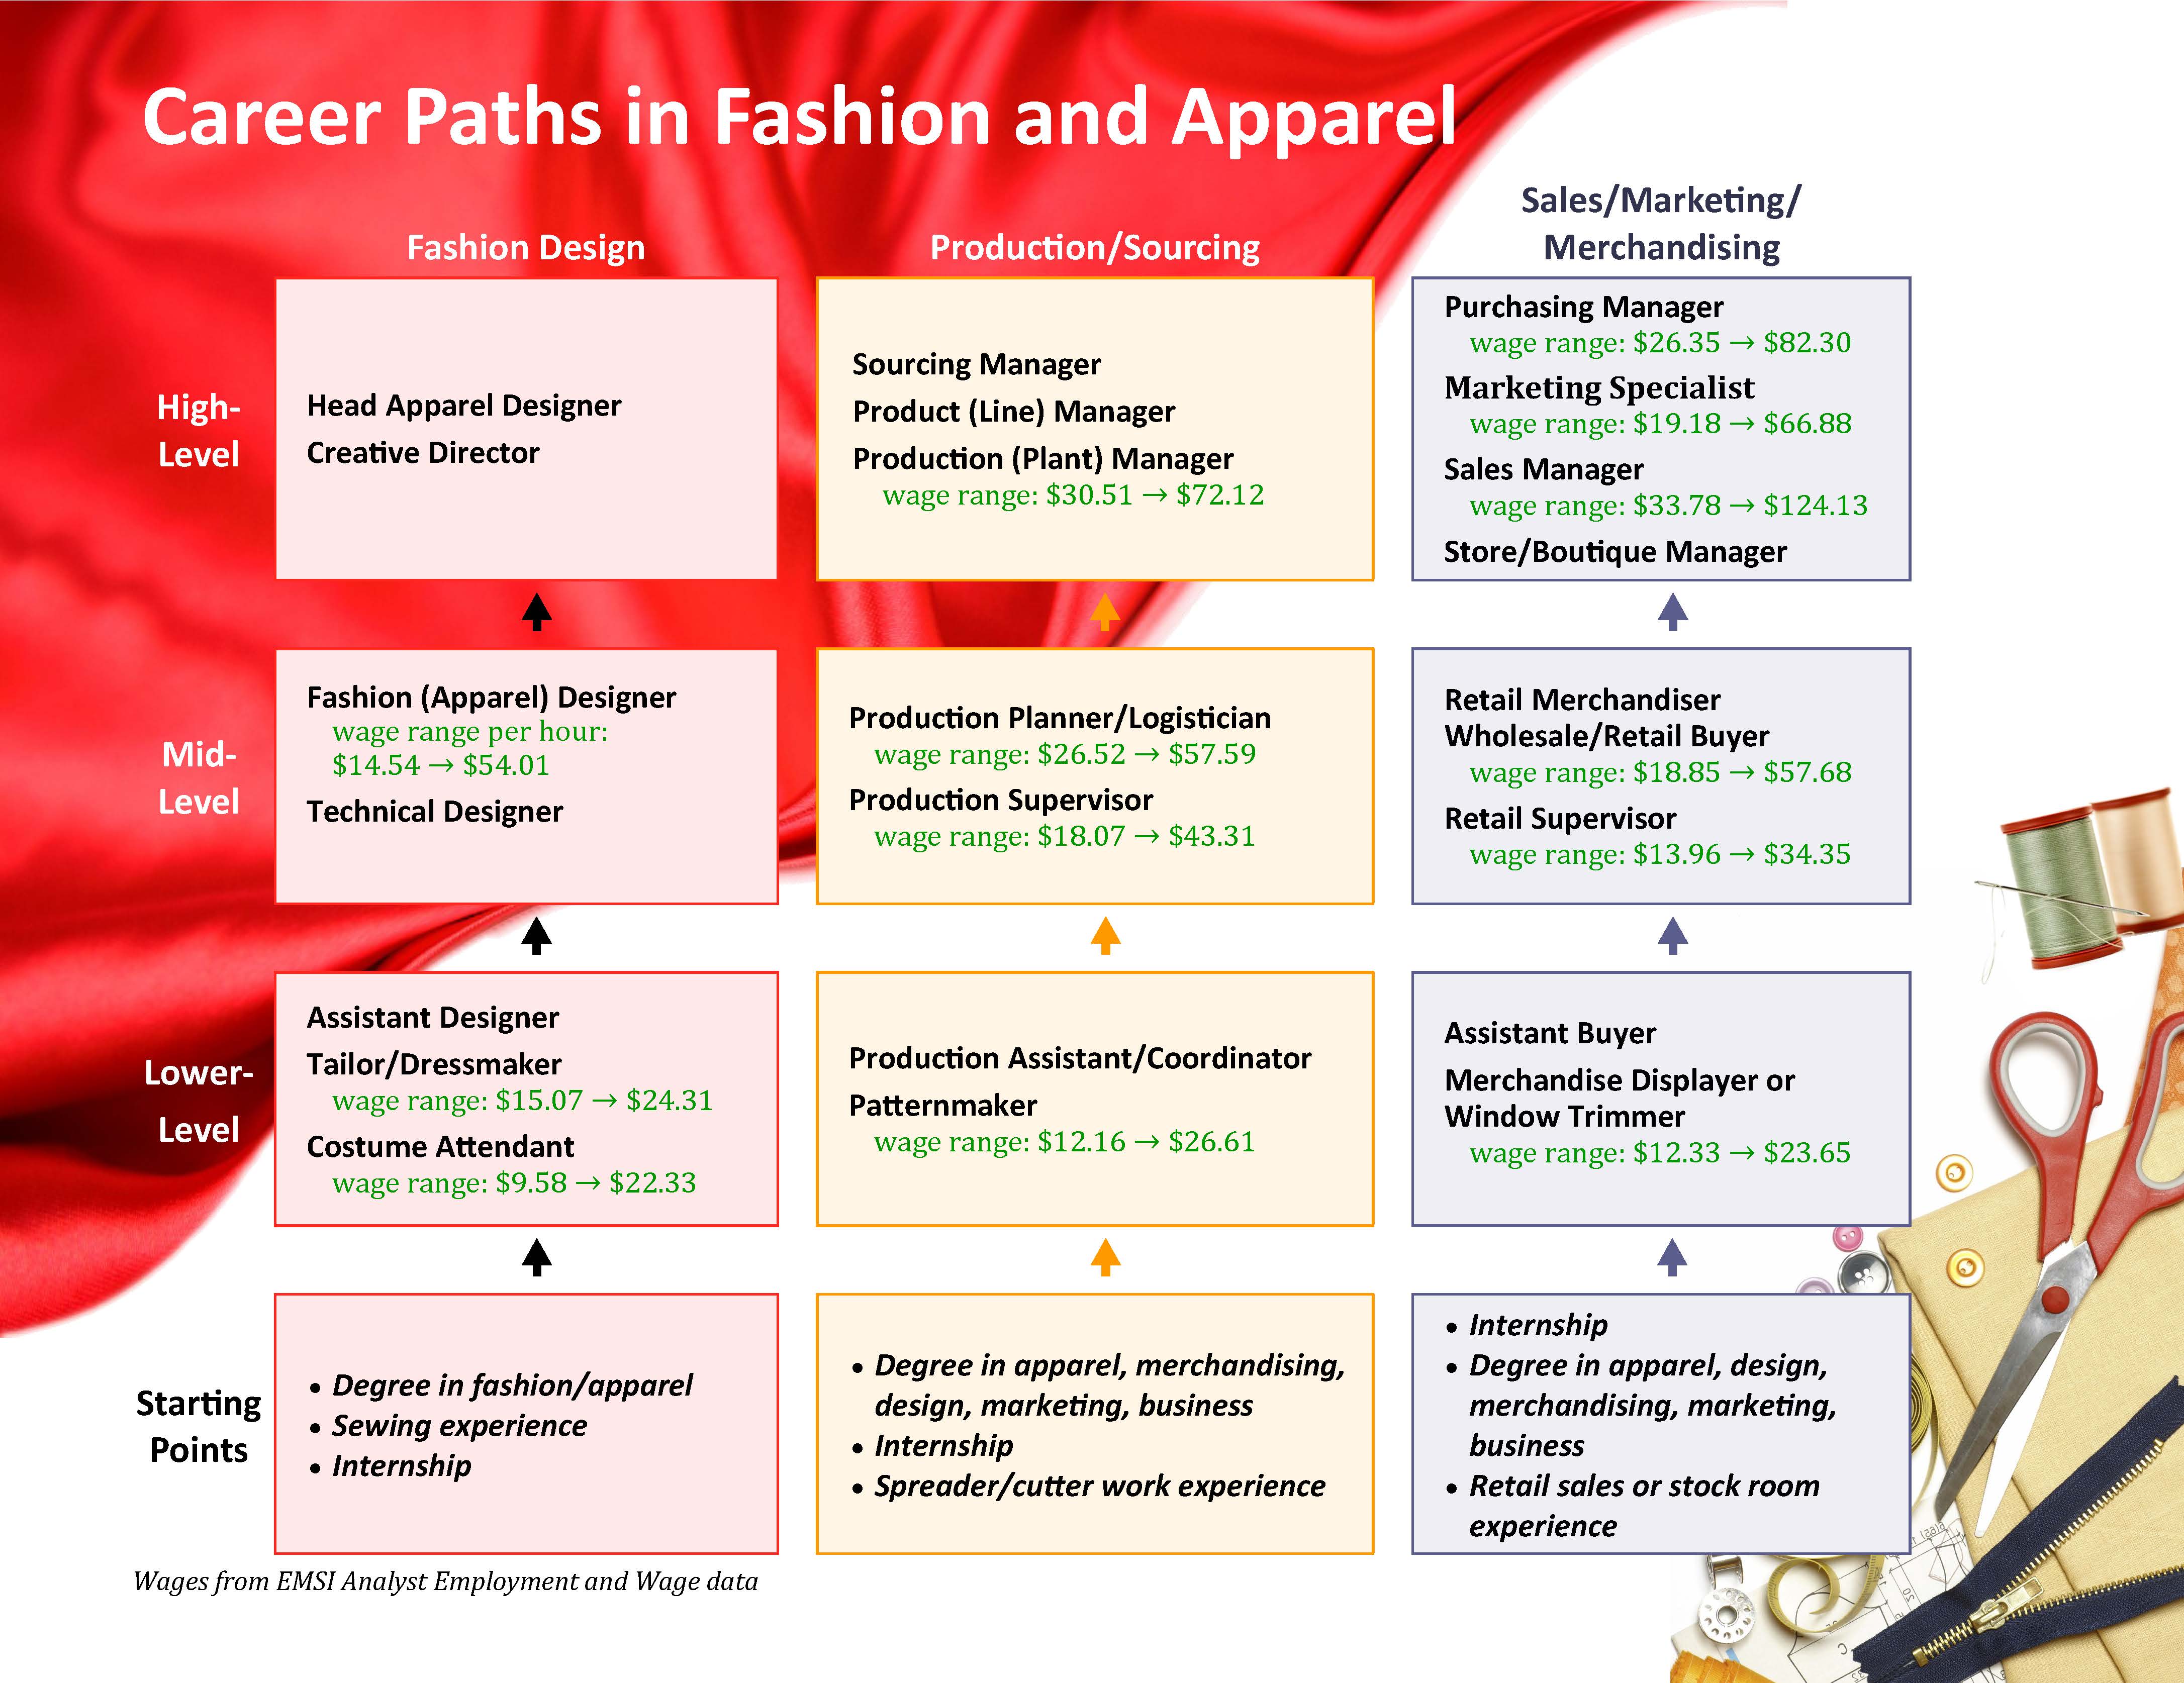 Career Paths in Fashion and Apparel
Fashion Design
Production/Sourcing
Sales/Marketing/
Merchandising
High-
Level
Head Apparel Designer
Creative Director
Sourcing Manager
Product (Line) Manager
Production (Plant) Manager
wage range: $30.51 → $72.12
Purchasing Manager
wage range: $26.35 → $82.30
Marketing Specialist
wage range: $19.18 → $66.88
Sales Manager
wage range: $33.78 → $124.13
Store/Boutique Manager
Mid-
Level
Fashion (Apparel) Designer
wage range per hour:
$14.54 → $54.01
Technical Designer
Production Planner/Logistician
wage range: $26.52 → $57.59
Production Supervisor
wage range: $18.07 → $43.31
Retail Merchandiser
Wholesale/Retail Buyer
wage range: $18.85 → $57.68
Retail Supervisor
wage range: $13.96 → $34.35
Lower-
Level
Assistant Designer
Tailor/Dressmaker
wage range: $15.07 → $24.31
Costume Attendant
wage range: $9.58 → $22.33
Production Assistant/Coordinator
Patternmaker
wage range: $12.16 → $26.61
Assistant Buyer
Merchandise Displayer or
Window Trimmer
wage range: $12.33 → $23.65
Starting
Points
• Degree in fashion/apparel
• Sewing experience
• Internship
• Degree in apparel, merchandising,
design, marketing, business
• Internship
• Spreader/cutter work experience
• Internship
• Degree in apparel, design,
merchandising, marketing,
business
• Retail sales or stock room
experience
Wages from EMSI Analyst Employment and Wage data